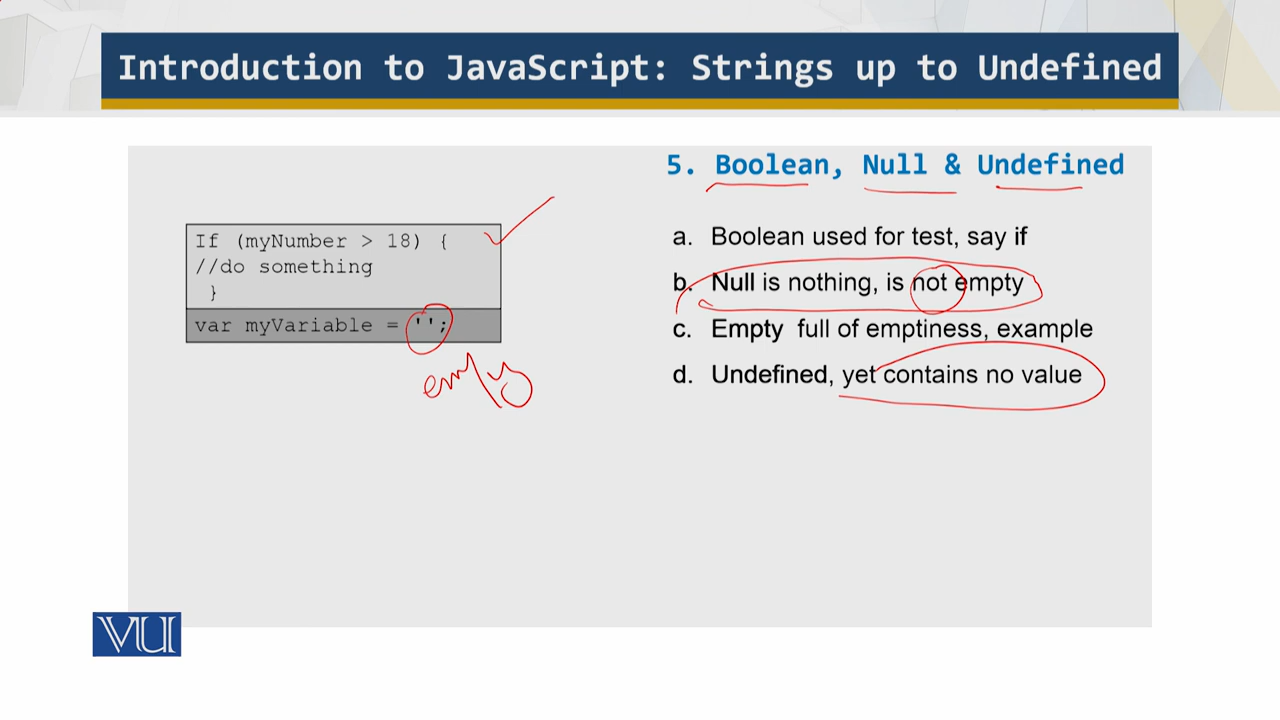 Introduction to JavaScript: Strings up to Undefined
5. Boolean, Null & Undefined
If (myNumber > 18) {
//do something
}
var myVariable = '';
a. Boolean used for test, say if
b. Null is nothing, is not empty
c. Empty full of emptiness, example
d. Undefined, yet contains no value
VU